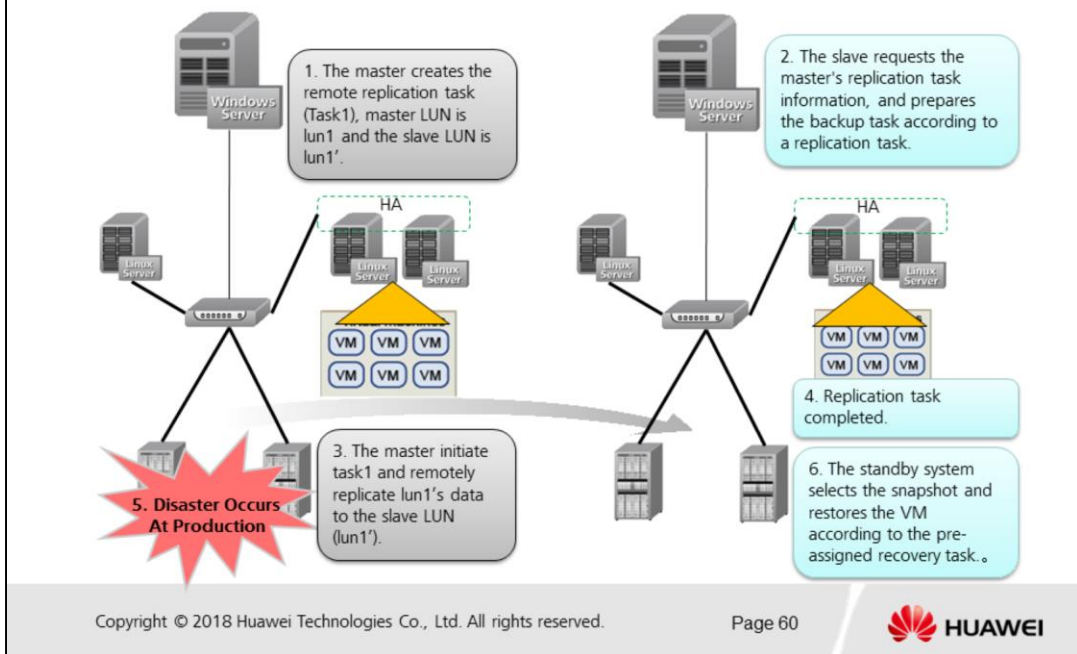 1. The master creates the
remote replication task
(Task1), master LUN is
lun1 and the slave LUN is
lun1'.
2. The slave requests the
master's replication task
information, and prepares
the backup task according to
a replication task.
Windows
Server
Windows
Server
HA
HA
Linux
Server
Linux
Server
Linux
Server
Linux
Server
Linux
Server
Linux
Server
VM VM VM
VM VM VM
VM VM VM
VM VM VM
3. The master initiate
task1 and remotely
replicate lun1's data
to the slave LUN
(lun1').
4. Replication task
completed.
5. Disaster Occurs
At Production
6. The standby system
selects the snapshot and
restores the VM
according to the pre-
assigned recovery task.。
Copyright © 2018 Huawei Technologies Co., Ltd. All rights reserved.
Page 60
HUAWEI